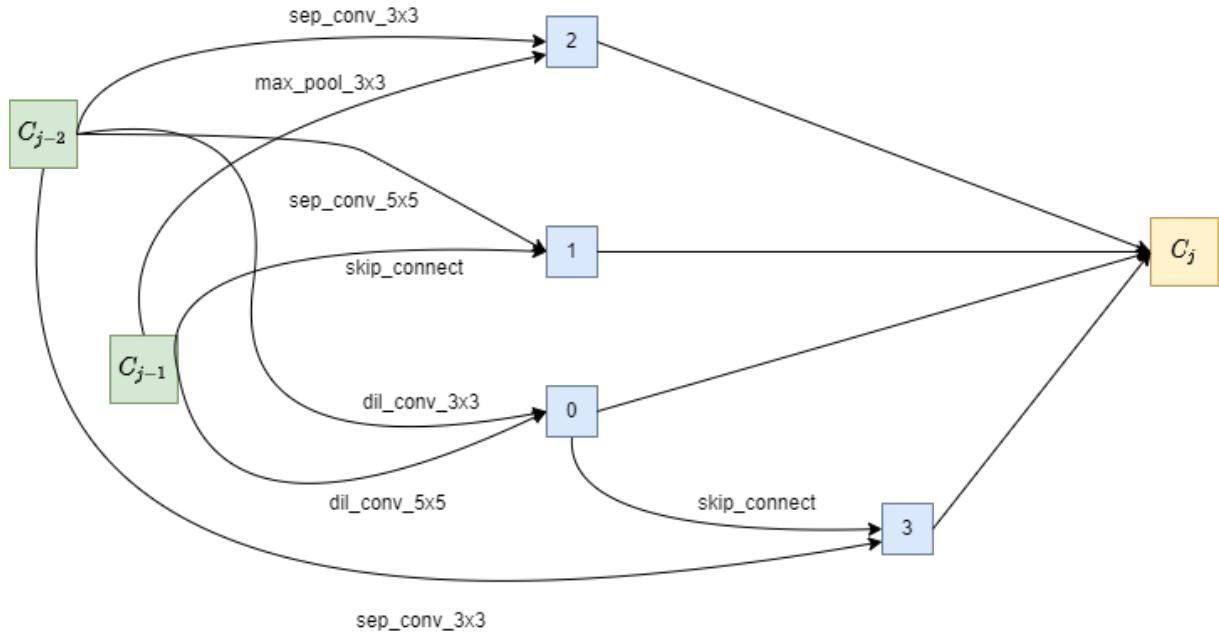 sep_conv_3x3
2
max_pool_3x3
C_{j-2}
sep_conv_5x5
1
C_j
skip_connect
C_{j-1}
dil_conv_3x3
0
dil_conv_5x5
skip_connect
3
sep_conv_3x3